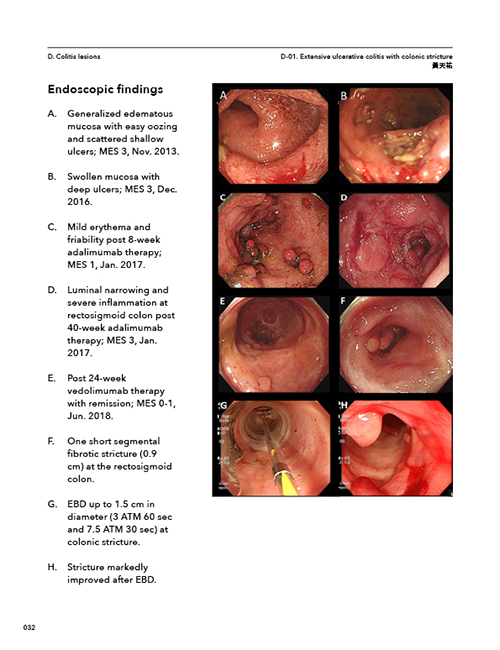 D. Colitis lesions
D-01. Extensive ulcerative colitis with colonic stricture
黃天祐
Endoscopic findings
A. Generalized edematous
mucosa with easy oozing
and scattered shallow
ulcers; MES 3, Nov. 2013.
B. Swollen mucosa with
deep ulcers; MES 3, Dec.
2016.
C. Mild erythema and
friability post 8-week
adalimumab therapy;
MES 1, Jan. 2017.
D. Luminal narrowing and
severe inflammation at
rectosigmoid colon post
40-week adalimumab
therapy; MES 3, Jan.
2017.
E. Post 24-week
vedolimumab therapy
with remission; MES 0-1,
Jun. 2018.
F. One short segmental
fibrotic stricture (0.9
cm) at the rectosigmoid
colon.
G. EBD up to 1.5 cm in
diameter (3 ATM 60 sec
and 7.5 ATM 30 sec) at
colonic stricture.
H. Stricture markedly
improved after EBD.
A
B
C
D
E
F
G
H
032